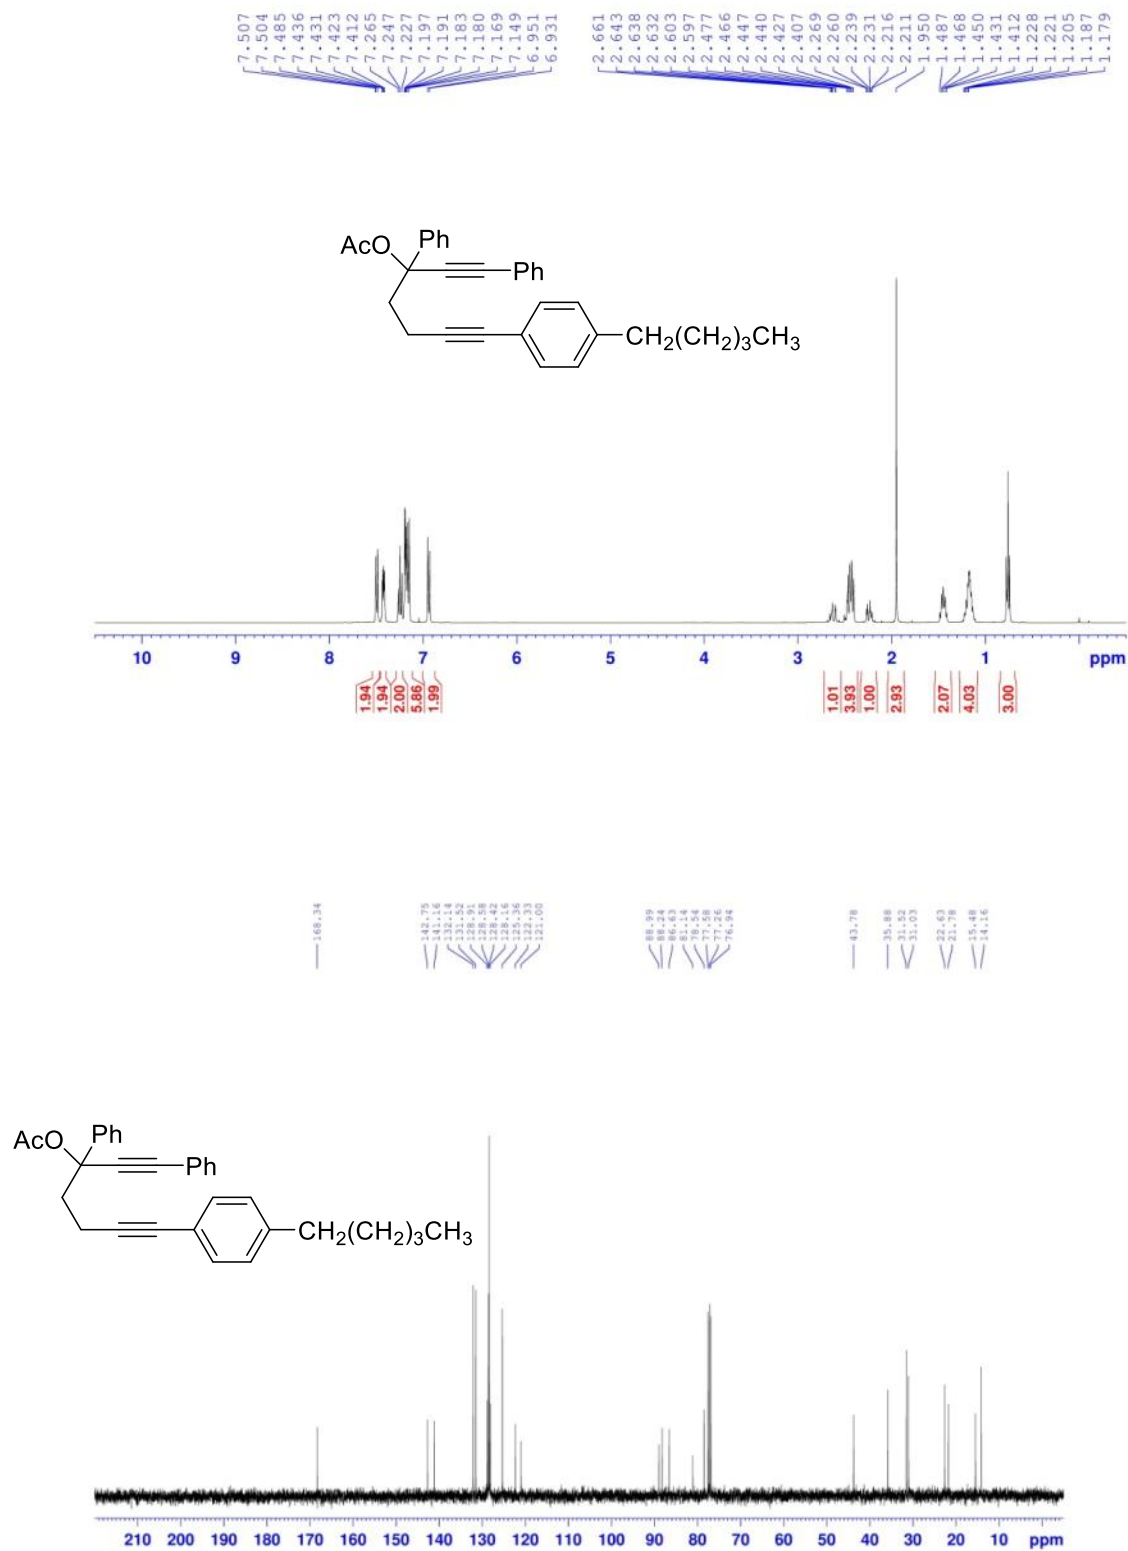 7.507 7.504 7.485 7.436 7.431 7.423 7.412 7.265 7.247 7.227 7.197 7.191 7.183 7.180 7.169 7.149 6.951 6.931 2.661 2.643 2.638 2.632 2.603 2.597 2.477 2.466 2.447 2.440 2.427 2.407 2.269 2.260 2.239 2.231 2.216 2.211 1.950 1.487 1.468 1.450 1.431 1.412 1.228 1.221 1.205 1.187 1.179
AcO Ph
Ph
CH2(CH2)3CH3
10 9 8 7 6 5 4 3 2 1 ppm
1.94 1.94 2.00 5.86 1.99 1.01 3.93 1.00 2.93 2.07 4.03 3.00
168.34 142.75 141.16 132.14 131.52 128.91 128.58 128.42 128.16 125.36 122.33 121.00 88.99 88.24 86.63 81.14 78.54 77.58 77.26 76.94 43.78 35.88 31.52 31.03 22.63 21.78 15.48 14.16
AcO Ph
Ph
CH2(CH2)3CH3
210 200 190 180 170 160 150 140 130 120 110 100 90 80 70 60 50 40 30 20 10 ppm